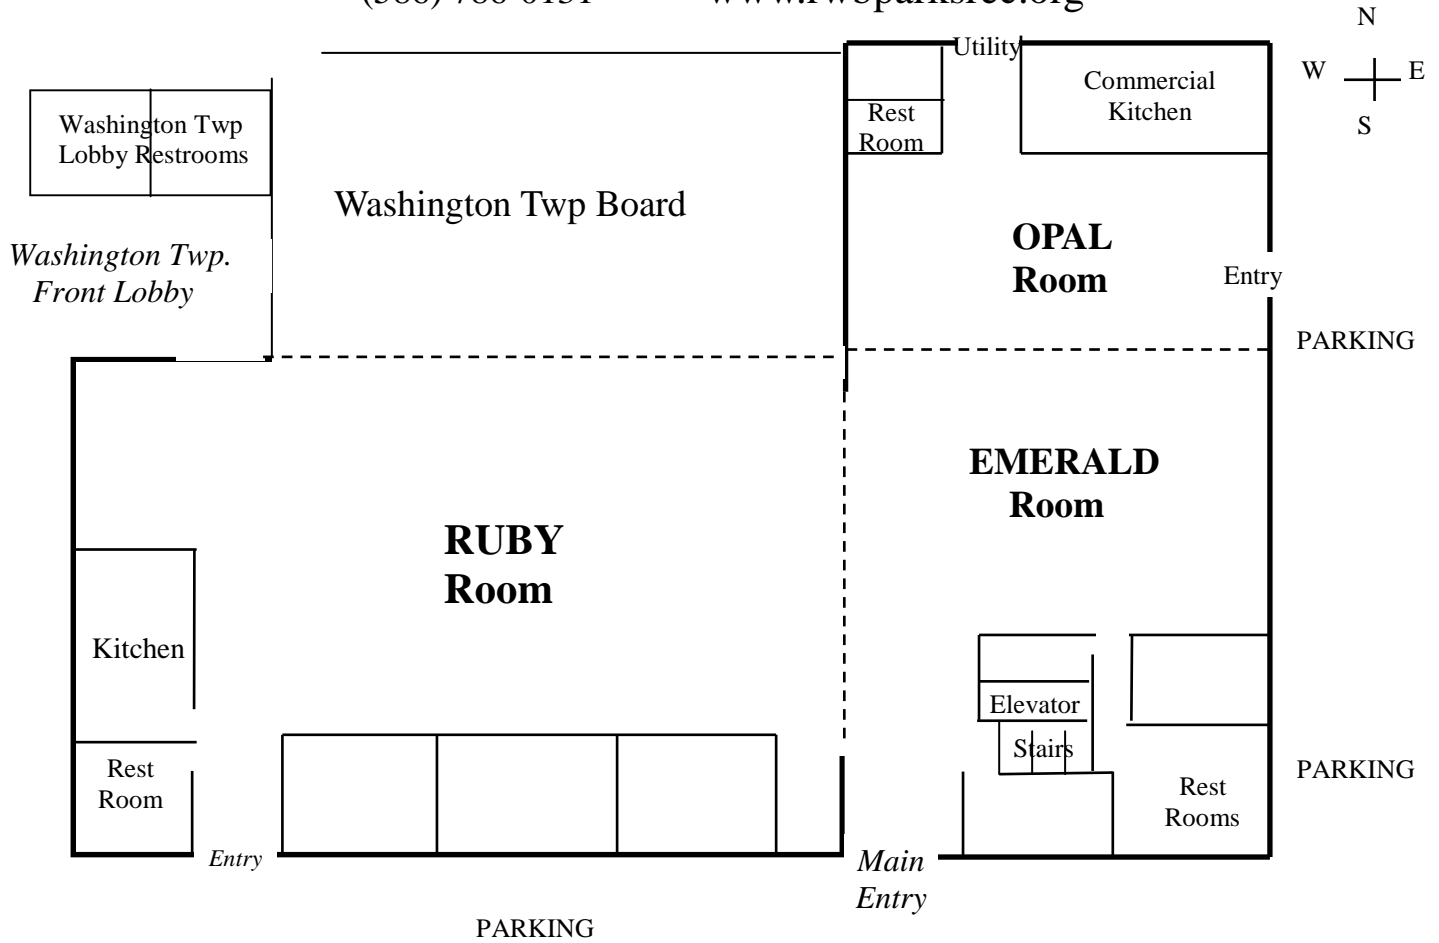 N
Utility
W E
Commercial
Kitchen
Rest
Room
S
Washington Twp
Lobby Restrooms
Washington Twp Board
OPAL
Room
Washington Twp.
Front Lobby
Entry
PARKING
EMERALD
Room
RUBY
Room
Kitchen
Elevator
Stairs
Rest
Room
PARKING
Rest
Rooms
Entry
Main
Entry
PARKING